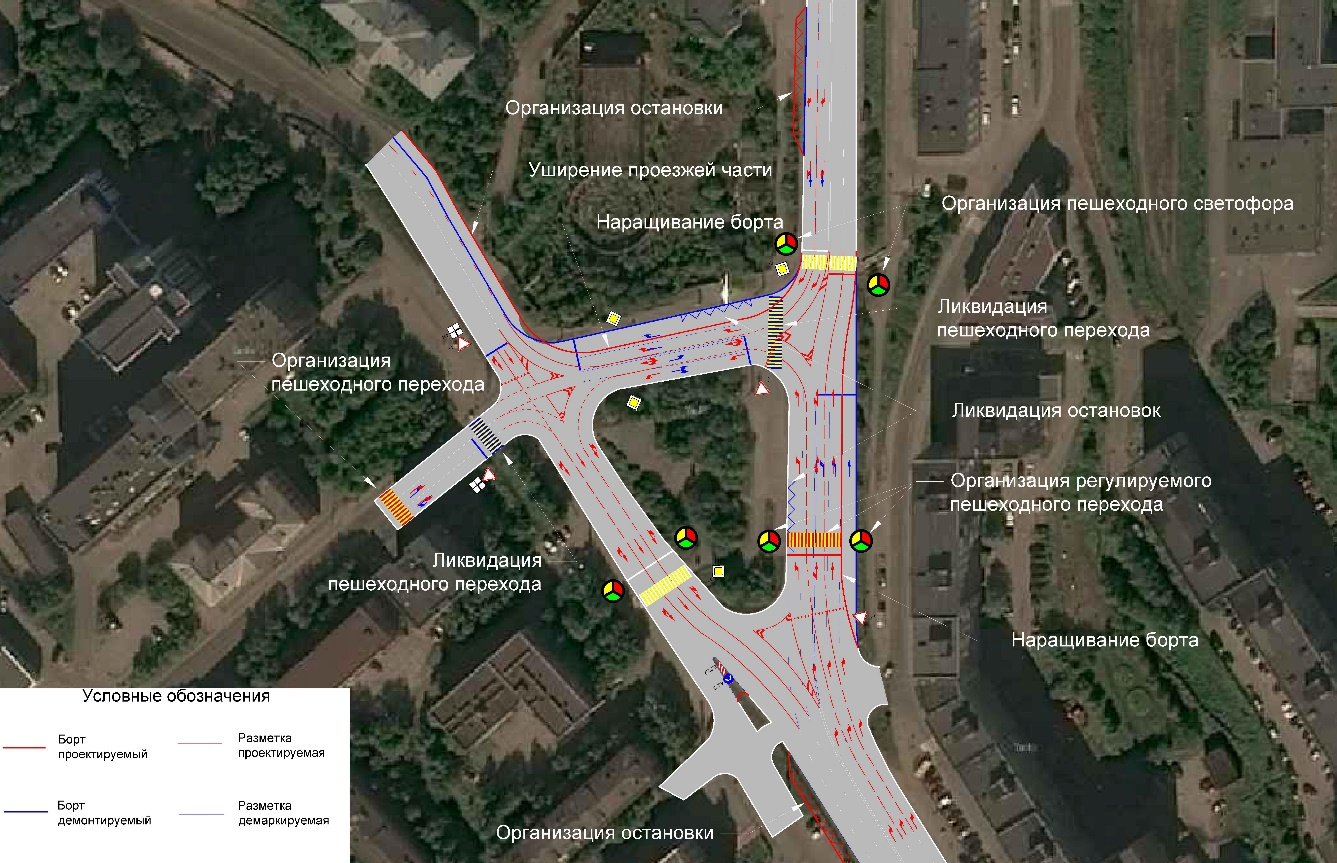 Организация остановки
Уширение проезжей части
Наращивание борта
Организация пешеходного светофора
Ликвидация
пешеходного перехода
Организация
пешеходного перехода
Ликвидация остановок
Организация регулируемого
пешеходного перехода
Ликвидация
пешеходного перехода
Наращивание борта
Организация остановки
Условные обозначения
Борт
проектируемый
Разметка
проектируемая
Борт
демонтируемый
Разметка
демаркируемая